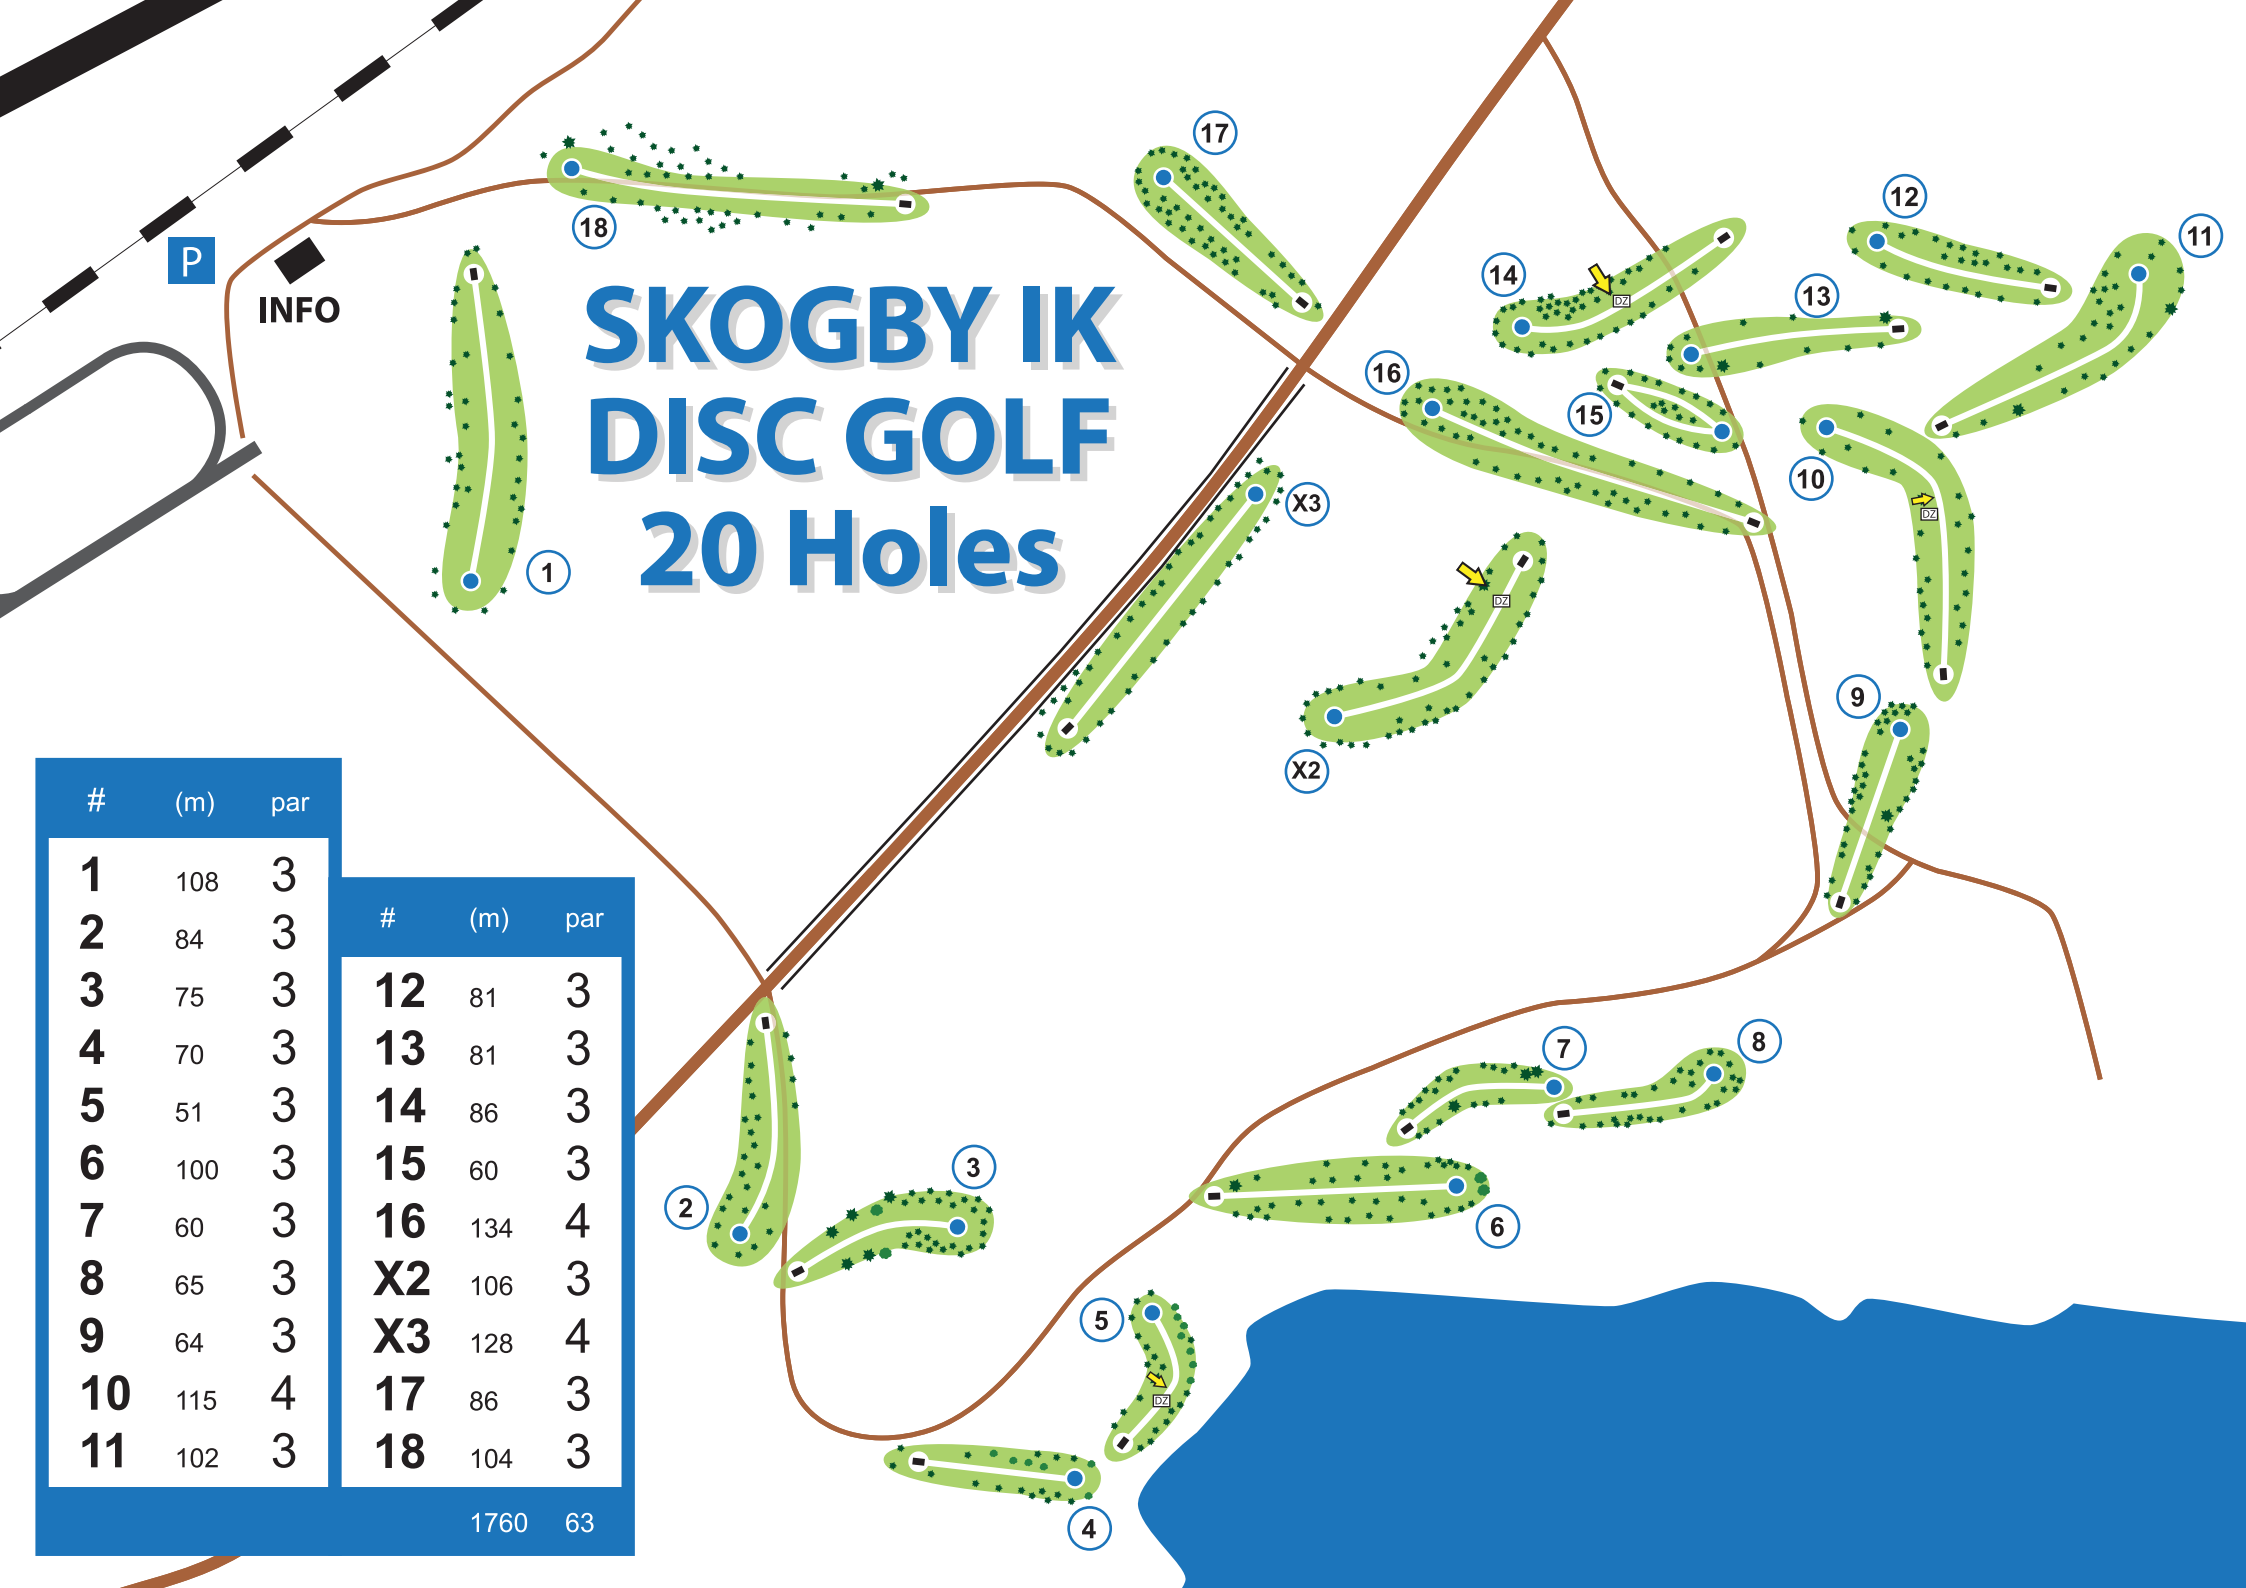 17
12
11
18
P
INFO
14
13
SKOGBY IK
DISC GOLF
20 Holes
DZ
16
15
10
X3
DZ
1
DZ
9
X2
# (m) par
1 108 3
2 84 3
3 75 3
4 70 3
5 51 3
6 100 3
7 60 3
8 65 3
9 64 3
10 115 4
11 102 3
# (m) par
12 81 3
13 81 3
14 86 3
15 60 3
16 134 4
X2 106 3
X3 128 4
17 86 3
18 104 3
1760 63
7
8
3
2
6
5
DZ
4